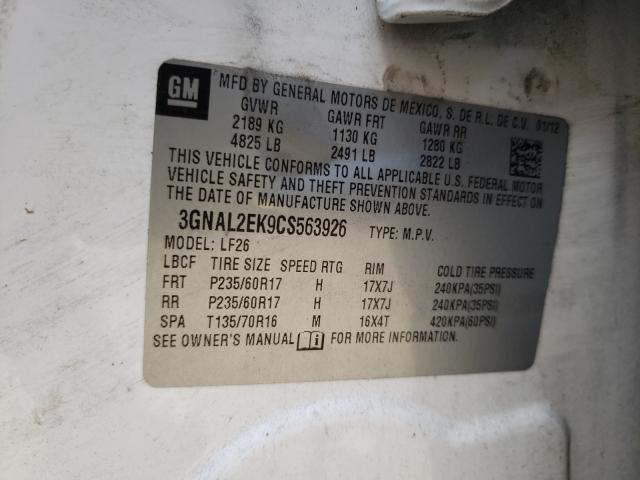 GM MFD BY GENERAL MOTORS DE MEXICO, S. DE R.L. DE C.V. 01/12
GVWR GAWR FRT GAWR RR
2189 KG 1130 KG 1280 KG
4825 LB 2491 LB 2822 LB
THIS VEHICLE CONFORMS TO ALL APPLICABLE U.S. FEDERAL MOTOR
VEHICLE SAFETY AND THEFT PREVENTION STANDARDS IN EFFECT ON
THE DATE OF MANUFACTURE SHOWN ABOVE.
3GNAL2EK9CS563926 TYPE: M.P.V.
MODEL: LF26
LBCF TIRE SIZE SPEED RTG RIM COLD TIRE PRESSURE
FRT P235/60R17 H 17X7J 240KPA(35PSI)
RR P235/60R17 H 17X7J 240KPA(35PSI)
SPA T135/70R16 M 16X4T 420KPA(60PSI)
SEE OWNER'S MANUAL FOR MORE INFORMATION.